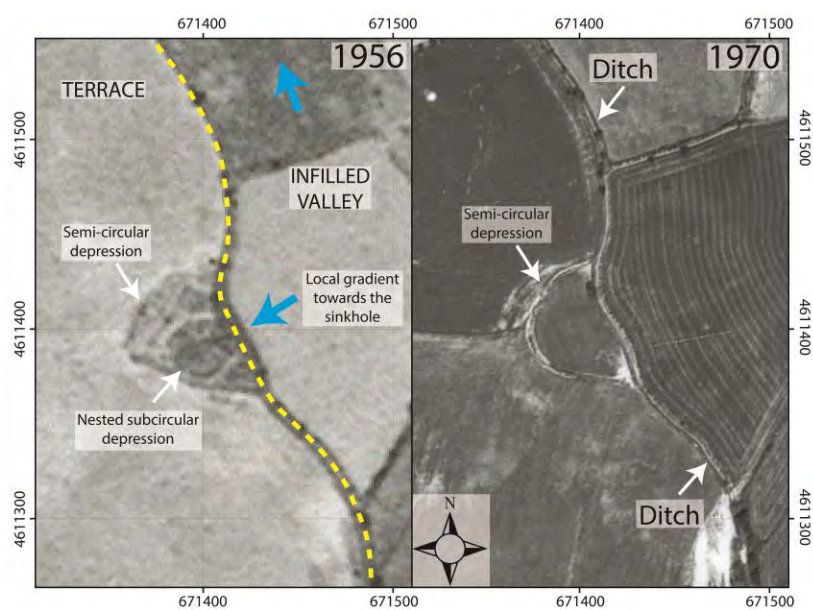 671400
671500
671400
671500
1956
1970
TERRACE
Ditch
4611500
4611500
INFILLED
VALLEY
Semi-circular
depression
Semi-circular
depression
Local gradient
towards the
sinkhole
4611400
4611400
Nested subcircular
depression
4611300
4611300
N
Ditch
671400
671500
671400
671500